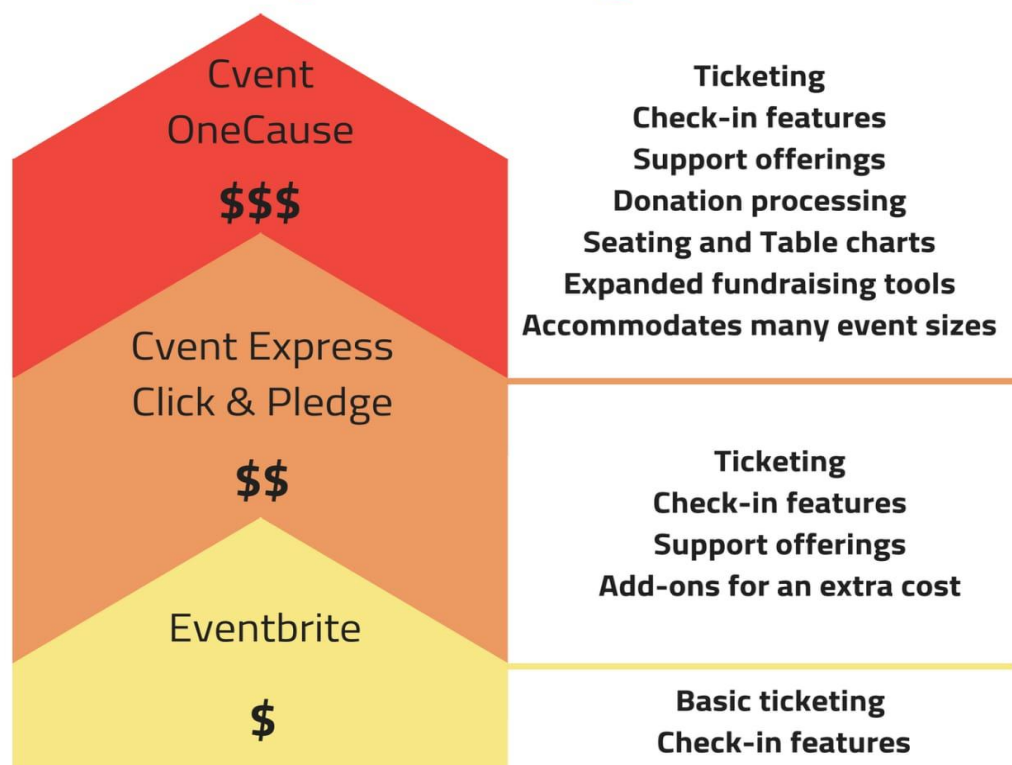 Cvent
OneCause
$$$
Ticketing
Check-in features
Support offerings
Donation processing
Seating and Table charts
Expanded fundraising tools
Accommodates many event sizes
Cvent Express
Click & Pledge
$$
Ticketing
Check-in features
Support offerings
Add-ons for an extra cost
Eventbrite
$
Basic ticketing
Check-in features